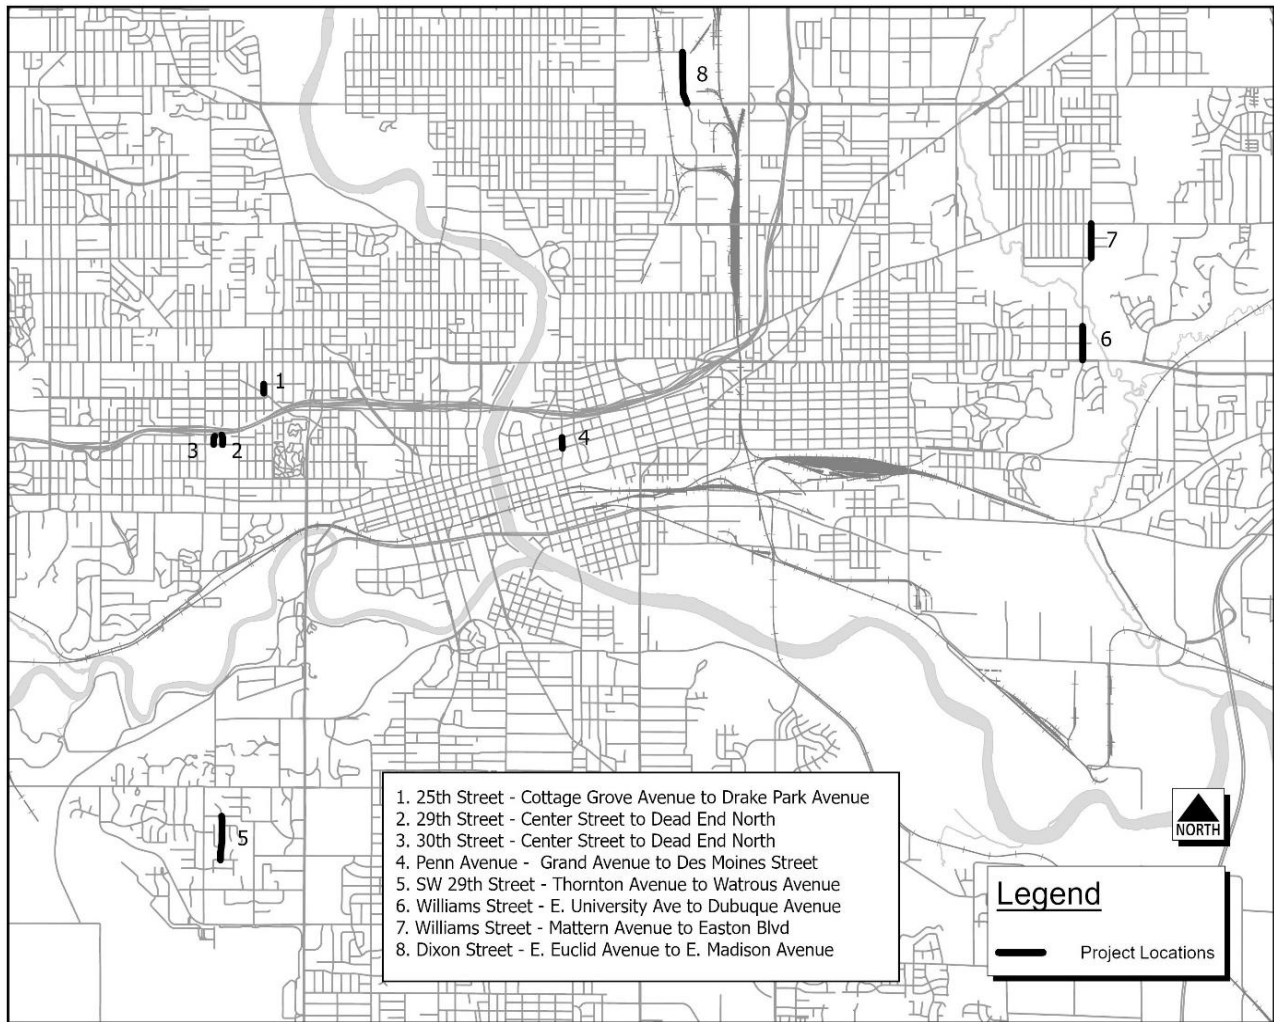 8
7
6
1
4
3 2
5
1. 25th Street - Cottage Grove Avenue to Drake Park Avenue
2. 29th Street - Center Street to Dead End North
3. 30th Street - Center Street to Dead End North
4. Penn Avenue - Grand Avenue to Des Moines Street
5. SW 29th Street - Thornton Avenue to Watrous Avenue
6. Williams Street - E. University Ave to Dubuque Avenue
7. Williams Street - Mattern Avenue to Easton Blvd
8. Dixon Street - E. Euclid Avenue to E. Madison Avenue
NORTH
Legend
Project Locations